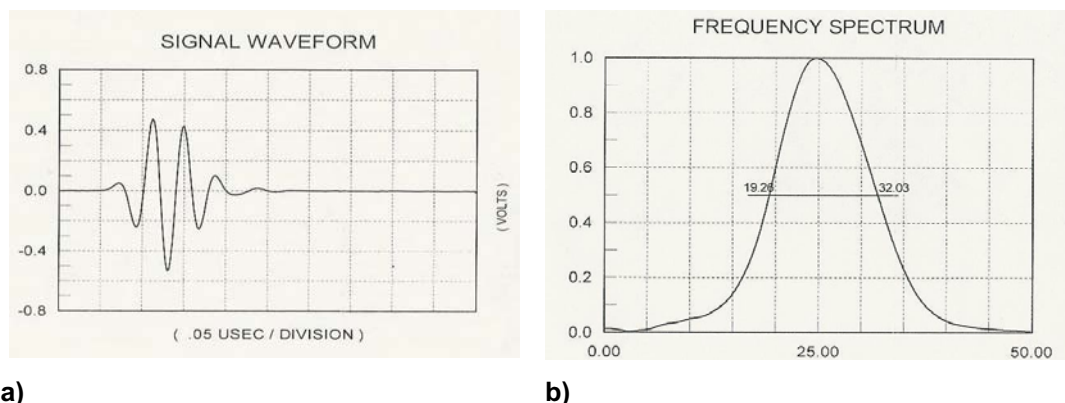 SIGNAL WAVEFORM
0.8
0.4
0.0
-0.4
-0.8
(VOLTS)
( .05 USEC / DIVISION )
FREQUENCY SPECTRUM
1.0
0.8
0.6
0.4
0.2
0.0
19.26
32.03
0.00
25.00
50.00
a)
b)